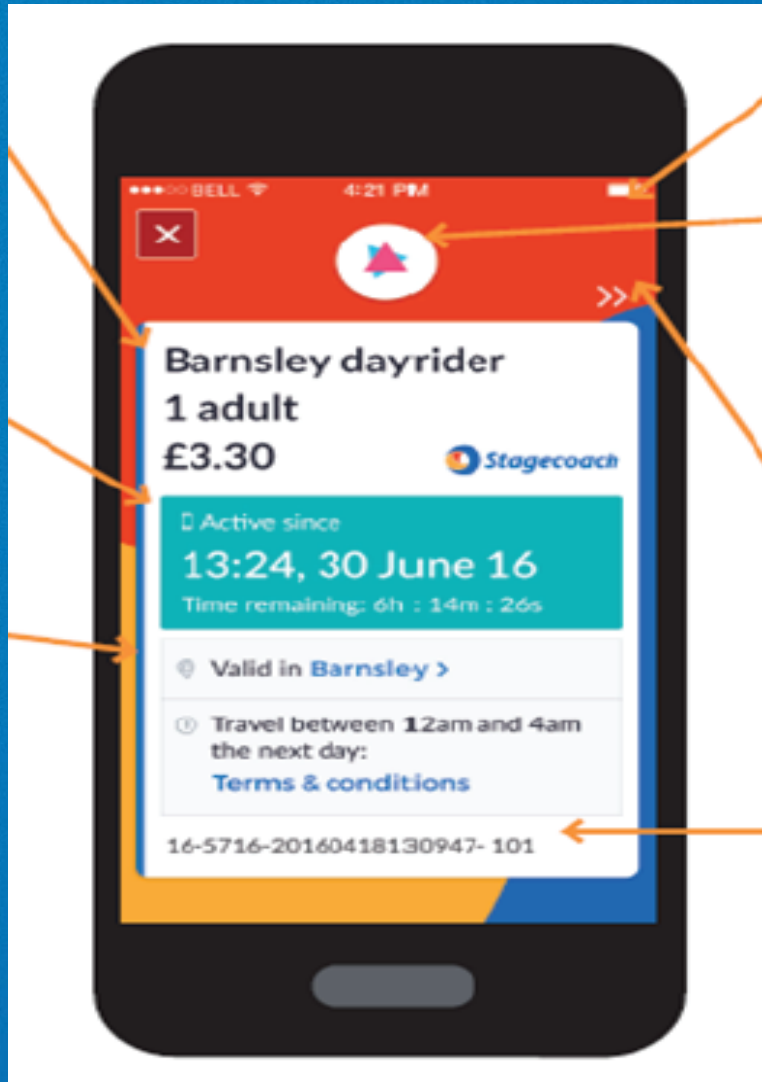 BELL 4:21 PM
Barnsley dayrider
1 adult
£3.30
Stagecoach
Active since
13:24, 30 June 16
Time remaining: 6h : 14m : 26s
Valid in Barnsley >
Travel between 12am and 4am
the next day:
Terms & conditions
16-5716-20160418130947- 101